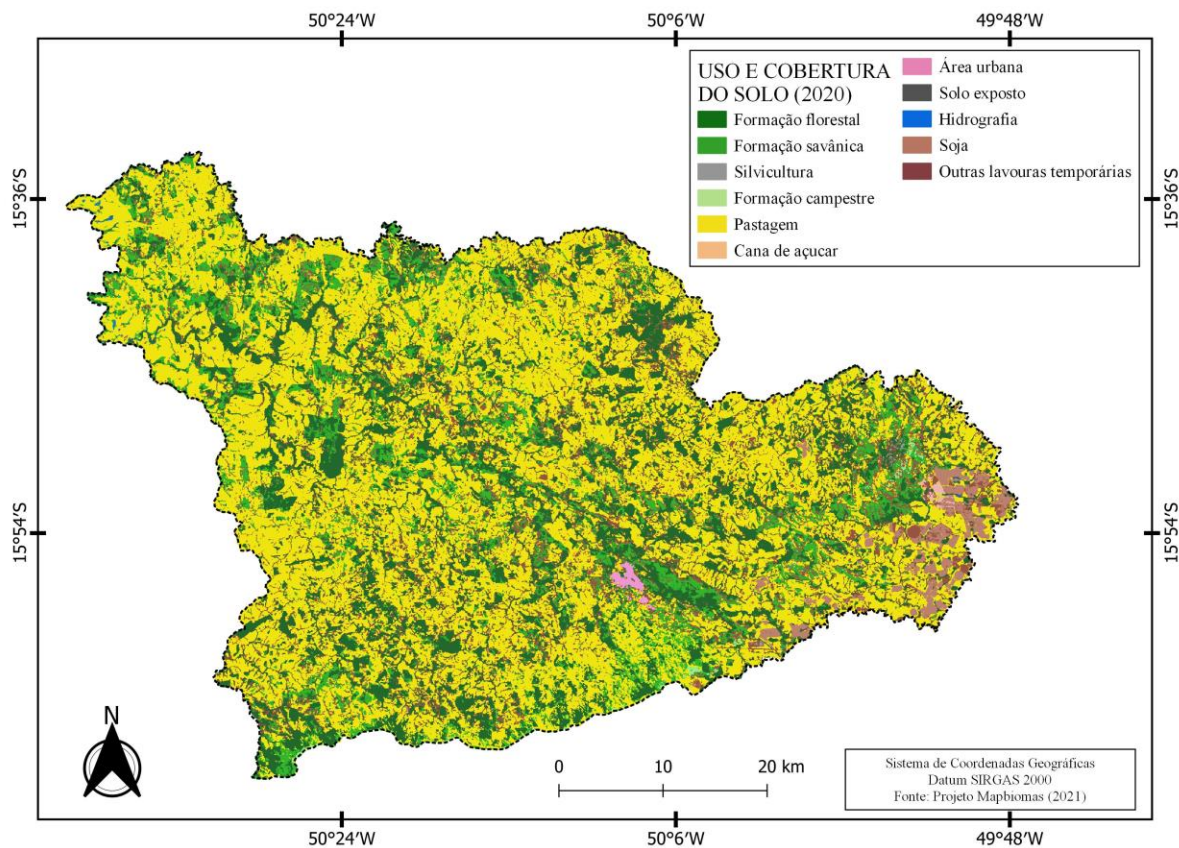 50°24′W 50°6′W 49°48′W
USO E COBERTURA
DO SOLO (2020)
Formação florestal
Formação savânica
Silvicultura
Formação campestre
Pastagem
Cana de açucar
Área urbana
Solo exposto
Hidrografia
Soja
Outras lavouras temporárias
15°36′S
15°36′S
15°54′S
15°54′S
N
0 10 20 km
Sistema de Coordenadas Geográficas
Datum SIRGAS 2000
Fonte: Projeto Mapbiomas (2021)
50°24′W 50°6′W 49°48′W